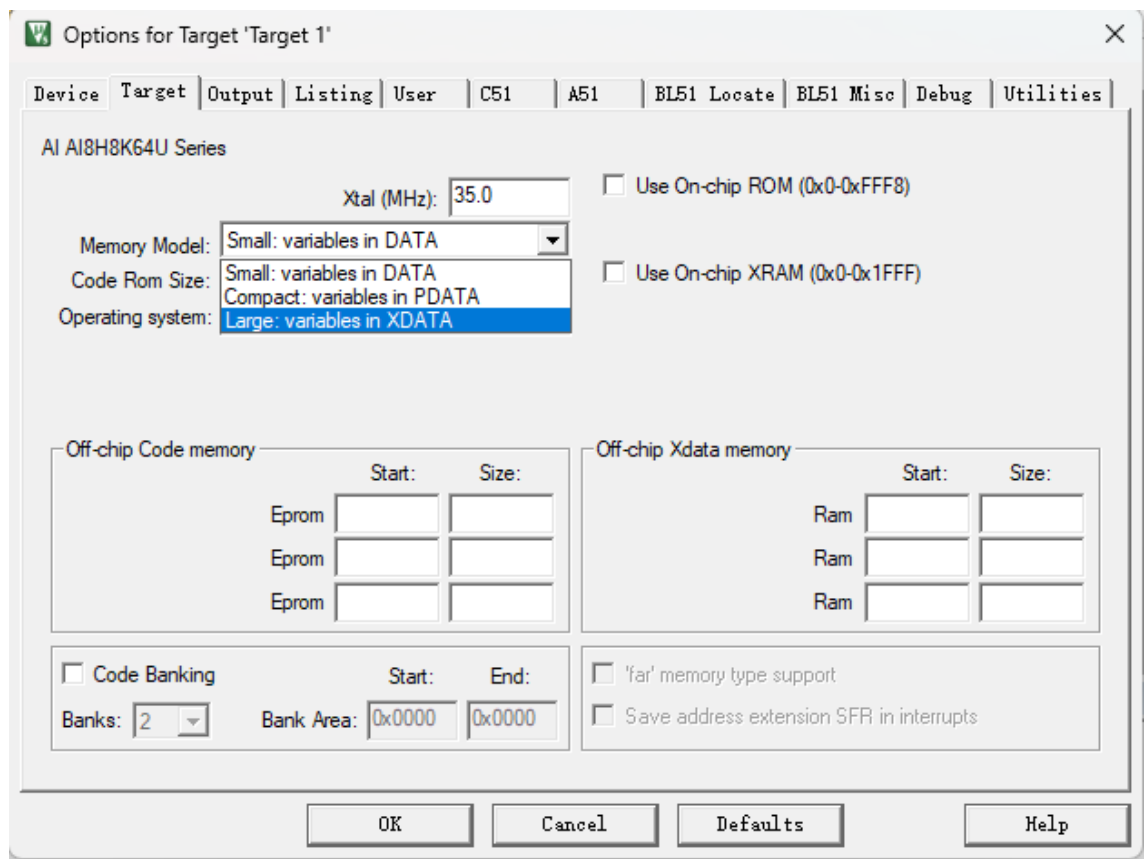 Options for Target 'Target 1'
Device Target Output Listing User C51 A51 BL51 Locate BL51 Misc Debug Utilities
AI AI8H8K64U Series
Xtal (MHz): 35.0
Use On-chip ROM (0x0-0xFFF8)
Memory Model: Small: variables in DATA
Code Rom Size: Small: variables in DATA
Use On-chip XRAM (0x0-0x1FFF)
Compact: variables in PDATA
Operating system: Large: variables in XDATA
Off-chip Code memory
Start: Size:
Eprom
Eprom
Eprom
Off-chip Xdata memory
Start: Size:
Ram
Ram
Ram
Code Banking Start: End:
Banks: 2 Bank Area: 0x0000 0x0000
'far' memory type support
Save address extension SFR in interrupts
OK Cancel Defaults Help